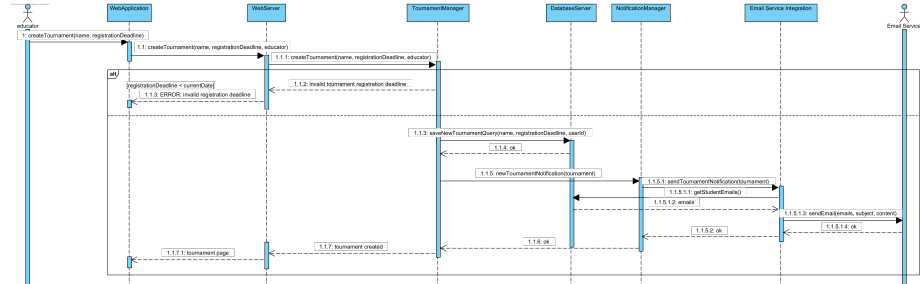 WebApplication
WebServer
TournamentManager
DatabaseServer
NotificationManager
Email Service Integration
educator
Email Service
1: createTournament(name, registrationDeadline)
1.1: createTournament(name, registrationDeadline, educator)
1.1.1: createTournament(name, registrationDeadline, educator)
alt
[registrationDeadline < currentDate]
1.1.2: invalid tournament registration deadline
1.1.3: ERROR: invalid registration deadline
1.1.3: saveNewTournamentQuery(name, registrationDeadline, userId)
1.1.4: ok
1.1.5: newTournamentNotification(tournament)
1.1.5.1: sendTournamentNotification(tournament)
1.1.5.1.1: getStudentEmails()
1.1.5.1.2: emails
1.1.5.1.3: sendEmail(emails, subject, content)
1.1.5.1.4: ok
1.1.5.2: ok
1.1.6: ok
1.1.7: tournament created
1.1.7.1: tournament page